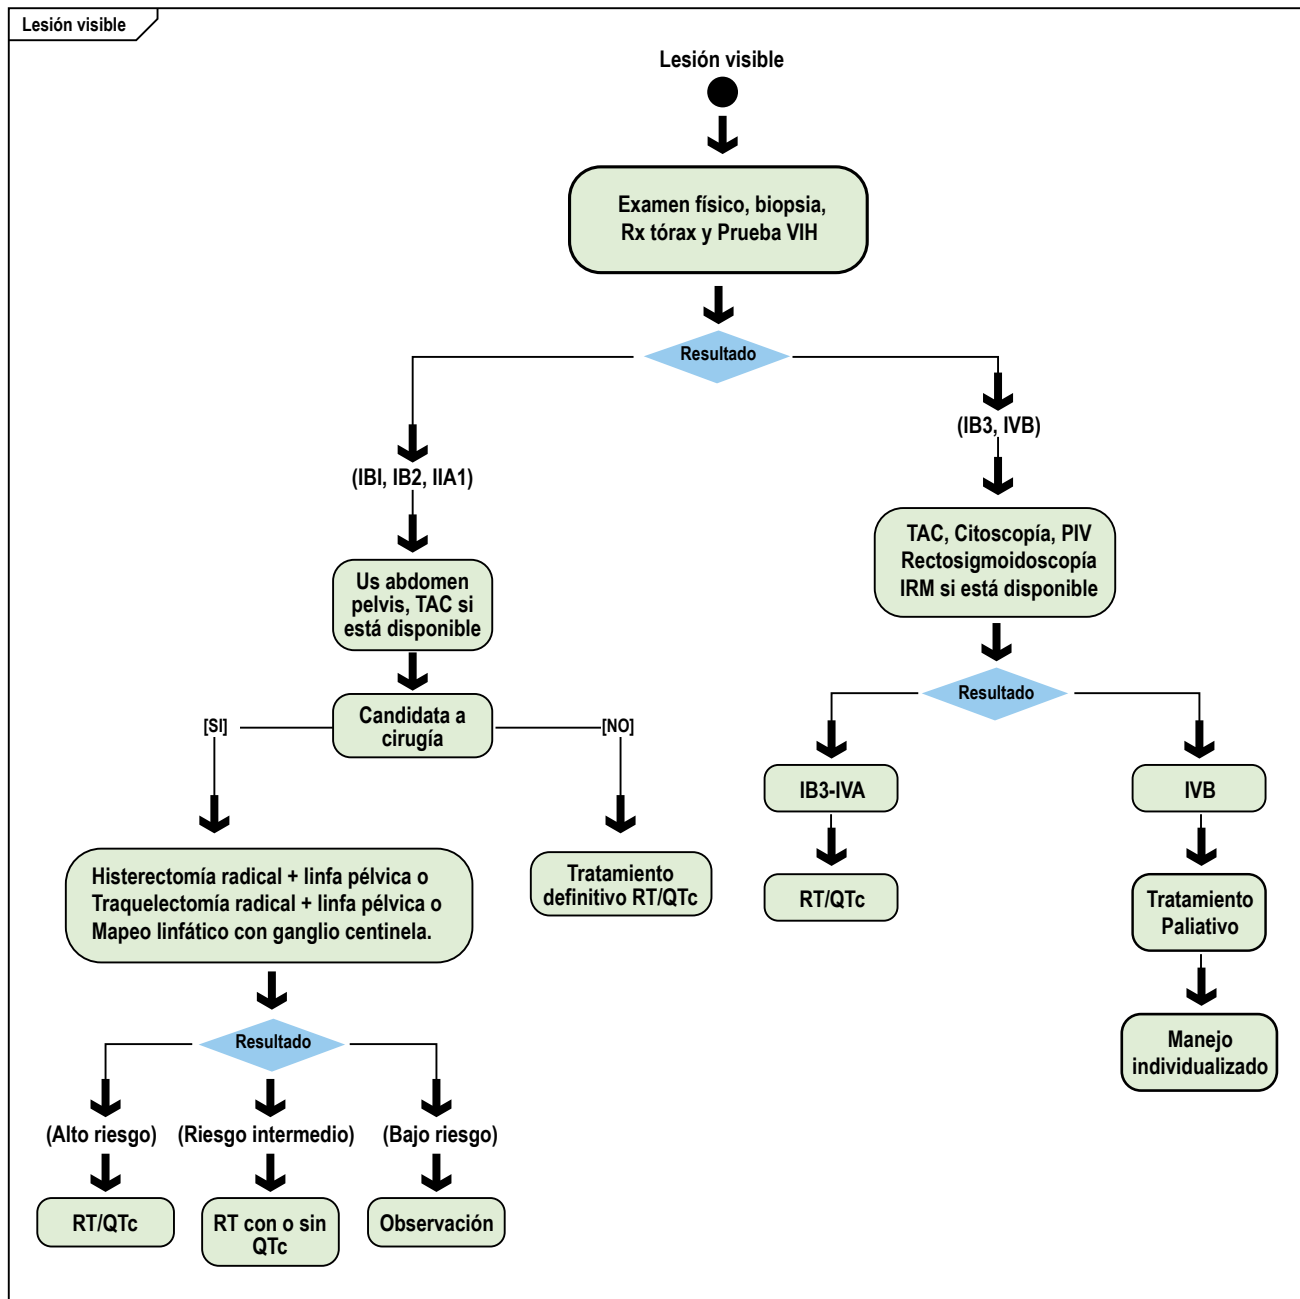 Lesión visible
Lesión visible
Examen físico, biopsia,
Rx tórax y Prueba VIH
Resultado
(IBI, IB2, IIA1)
Us abdomen
pelvis, TAC si
está disponible
Candidata a
cirugía
[SI]
[NO]
Histerectomía radical + linfa pélvica o
Traquelectomía radical + linfa pélvica o
Mapeo linfático con ganglio centinela.
Tratamiento
definitivo RT/QTc
Resultado
(Alto riesgo)
(Riesgo intermedio)
(Bajo riesgo)
RT/QTc
RT con o sin
QTc
Observación
(IB3, IVB)
TAC, Citoscopía, PIV
Rectosigmoidoscopía
IRM si está disponible
Resultado
IB3-IVA
RT/QTc
IVB
Tratamiento
Paliativo
Manejo
individualizado